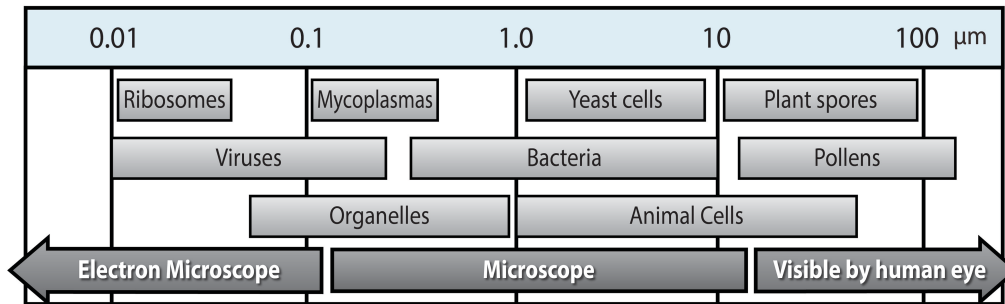 0.01 0.1 1.0 10 100 µm
Ribosomes Mycoplasmas Yeast cells Plant spores
Viruses Bacteria Pollens
Organelles Animal Cells
Electron Microscope Microscope Visible by human eye